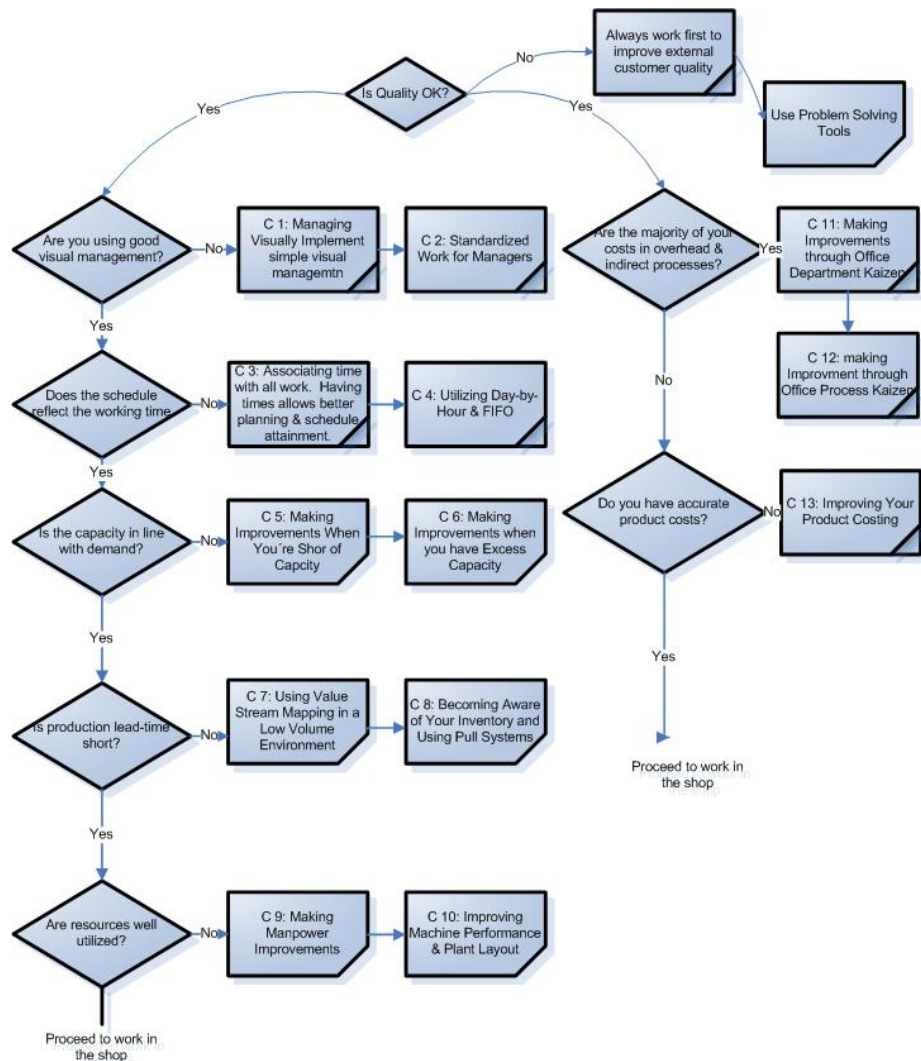 Always work first to
improve external
customer quality
No
Is Quality OK?
Yes
Yes
Use Problem Solving
Tools
Are you using good
visual management?
No
C 1: Managing
Visually Implement
simple visual
managemtn
C 2: Standardized
Work for Managers
Are the majority of your
costs in overhead &
indirect processes?
Yes
C 11: Making
Improvements
through Office
Department Kaizen
Yes
C 12: making
Improvment through
Office Process Kaizen
Does the schedule
reflect the working time
No
C 3: Associating time
with all work. Having
times allows better
planning & schedule
attainment.
C 4: Utilizing Day-by-
Hour & FIFO
No
Yes
Is the capacity in line
with demand?
No
C 5: Making
Improvements When
You´re Shor of
Capcity
C 6: Making
Improvements when
you have Excess
Capacity
Do you have accurate
product costs?
No
C 13: Improving Your
Product Costing
Yes
Yes
Is production lead-time
short?
No
C 7: Using Value
Stream Mapping in a
Low Volume
Environment
C 8: Becoming Aware
of Your Inventory and
Using Pull Systems
Proceed to work in
the shop
Yes
Are resources well
utilized?
No
C 9: Making
Manpower
Improvements
C 10: Improving
Machine Performance
& Plant Layout
Proceed to work in
the shop